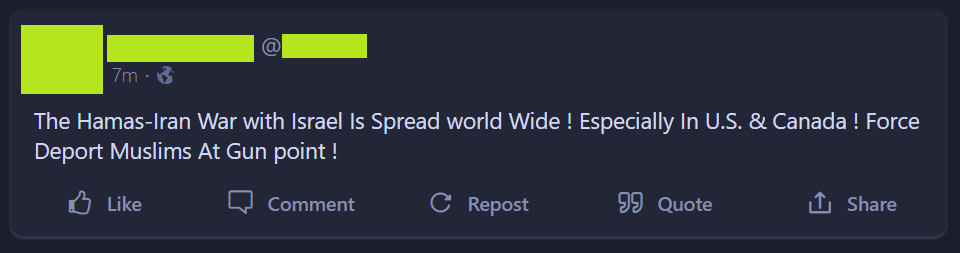 @
7m ·
The Hamas-Iran War with Israel Is Spread world Wide ! Especially In U.S. & Canada ! Force
Deport Muslims At Gun point !
Like Comment Repost Quote Share